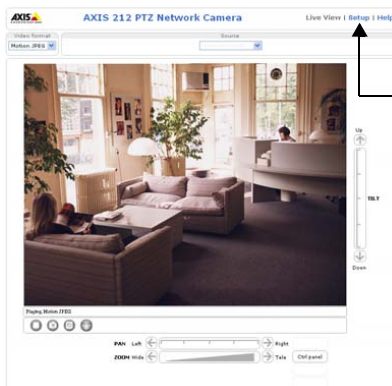 AXIS
COMMUNICATIONS
AXIS 212 PTZ Network Camera
Live View | Setup | Help
Video format
Motion JPEG
Source
Up
TILT
Down
Playing Motion JPEG
PAN Left Right
ZOOM Wide Tele
Ctrl panel